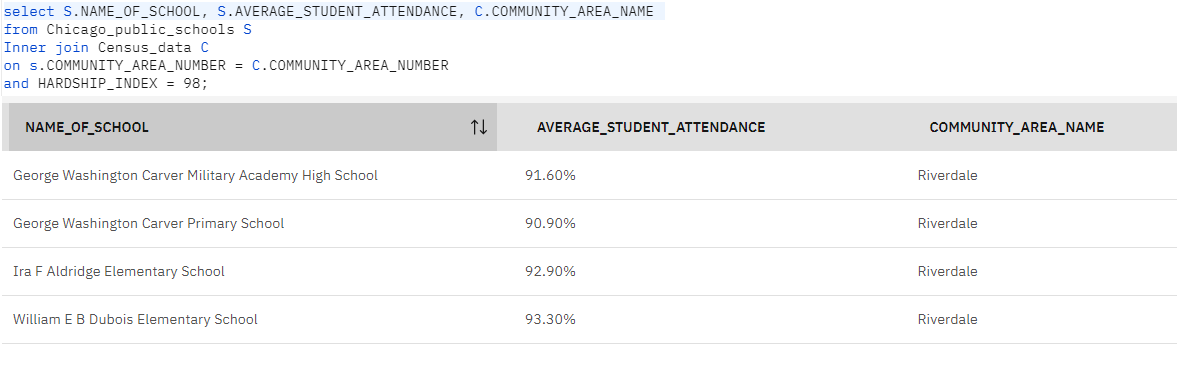 select S.NAME_OF_SCHOOL, S.AVERAGE_STUDENT_ATTENDANCE, C.COMMUNITY_AREA_NAME
from Chicago_public_schools S
Inner join Census_data C
on s.COMMUNITY_AREA_NUMBER = C.COMMUNITY_AREA_NUMBER
and HARDSHIP_INDEX = 98;
NAME_OF_SCHOOL AVERAGE_STUDENT_ATTENDANCE COMMUNITY_AREA_NAME
George Washington Carver Military Academy High School 91.60% Riverdale
George Washington Carver Primary School 90.90% Riverdale
Ira F Aldridge Elementary School 92.90% Riverdale
William E B Dubois Elementary School 93.30% Riverdale